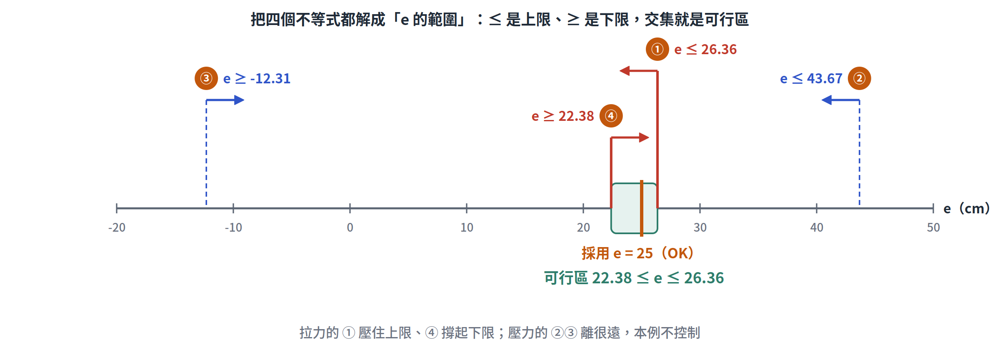 把四個不等式都解成「e 的範圍」：≤ 是上限、≥ 是下限，交集就是可行區
① e ≤ 26.36
③ e ≥ -12.31
e ≤ 43.67 ②
e ≥ 22.38 ④
e（cm）
-20 -10 0 10 20 30 40 50
採用 e = 25（OK）
可行區 22.38 ≤ e ≤ 26.36
拉力的 ① 壓住上限、④ 撐起下限；壓力的 ②③ 離很遠，本例不控制